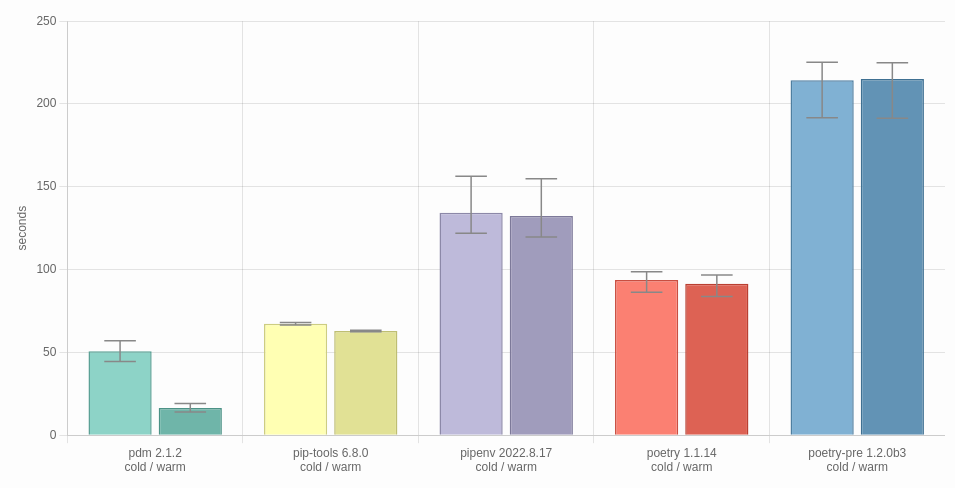 250
200
150
100
50
0
seconds
pdm 2.1.2
cold / warm
pip-tools 6.8.0
cold / warm
pipenv 2022.8.17
cold / warm
poetry 1.1.14
cold / warm
poetry-pre 1.2.0b3
cold / warm